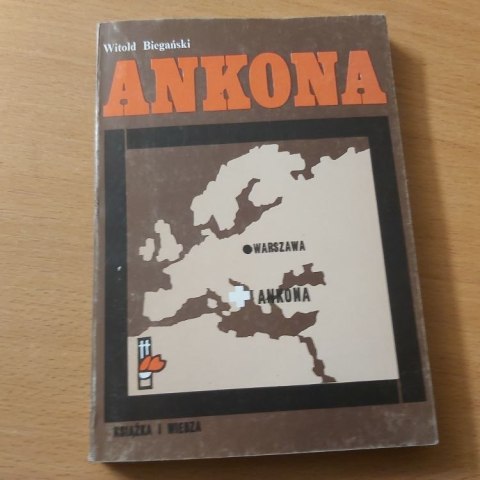 Witold Biegański
ANKONA
WARSZAWA
ANKONA
KSIĄŻKA I WIEDZA